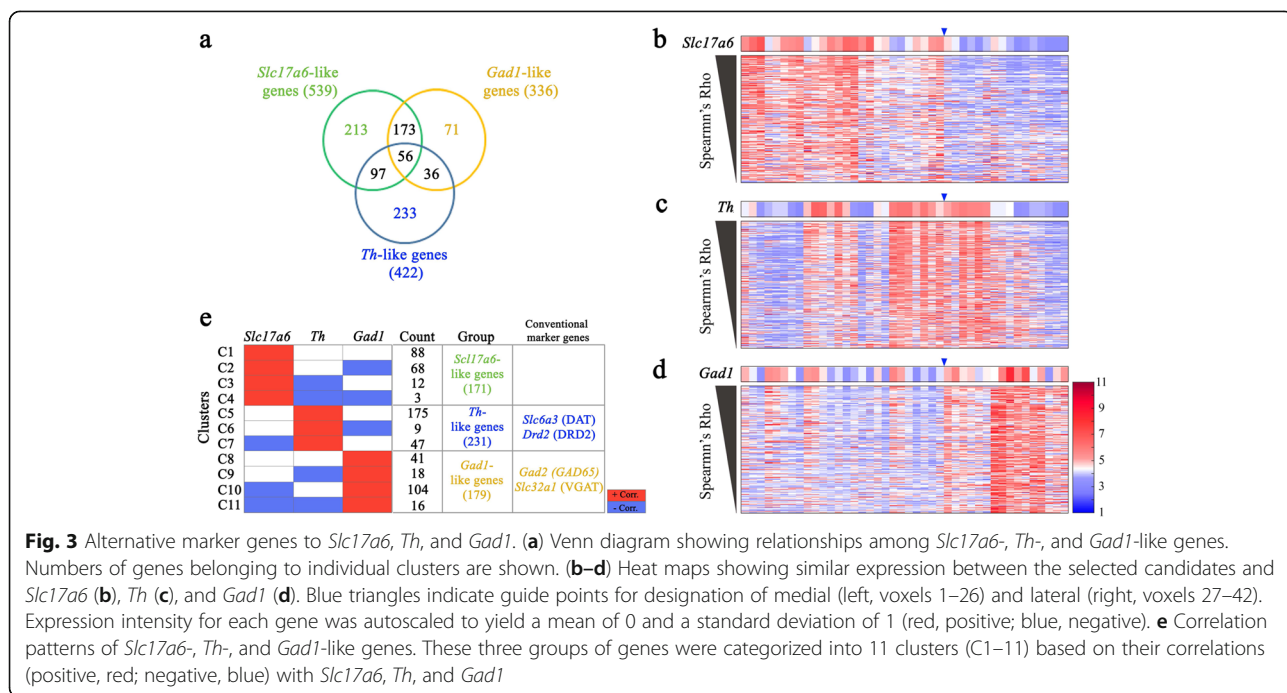 a
Slc17a6-like
genes (539)
Gad1-like
genes (336)
213
173
71
56
97
36
233
Th-like genes
(422)
b
Slc17a6
Spearmn's Rho
c
Th
Spearmn's Rho
d
Gad1
Spearmn's Rho
11
9
7
5
3
1
e
Slc17a6 Th Gad1 Count Group Conventional
marker genes
Clusters
C1 88
C2 68
C3 12
C4 3
C5 175
C6 9
C7 47
C8 41
C9 18
C10 104
C11 16
Scl17a6-
like genes
(171)
Th-
like genes
(231)
Gad1-
like genes
(179)
Slc6a3 (DAT)
Drd2 (DRD2)
Gad2 (GAD65)
Slc32a1 (VGAT)
+ Corr.
- Corr.
Fig. 3 Alternative marker genes to Slc17a6, Th, and Gad1. (a) Venn diagram showing relationships among Slc17a6-, Th-, and Gad1-like genes.
Numbers of genes belonging to individual clusters are shown. (b–d) Heat maps showing similar expression between the selected candidates and
Slc17a6 (b), Th (c), and Gad1 (d). Blue triangles indicate guide points for designation of medial (left, voxels 1–26) and lateral (right, voxels 27–42).
Expression intensity for each gene was autoscaled to yield a mean of 0 and a standard deviation of 1 (red, positive; blue, negative). e Correlation
patterns of Slc17a6-, Th-, and Gad1-like genes. These three groups of genes were categorized into 11 clusters (C1–11) based on their correlations
(positive, red; negative, blue) with Slc17a6, Th, and Gad1